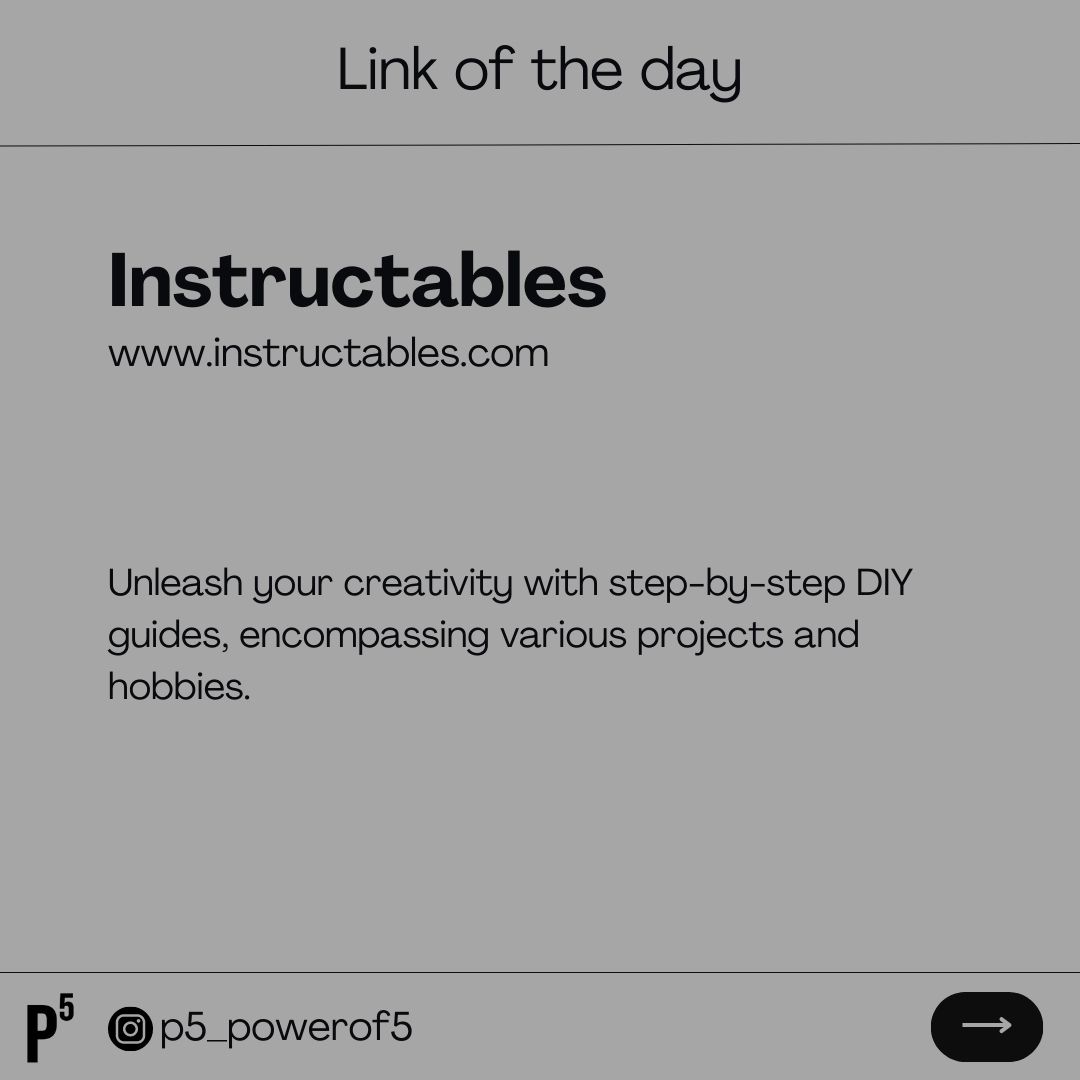 Link of the day
Instructables
www.instructables.com
Unleash your creativity with step-by-step DIY
guides, encompassing various projects and
hobbies.
P5 p5_powerof5